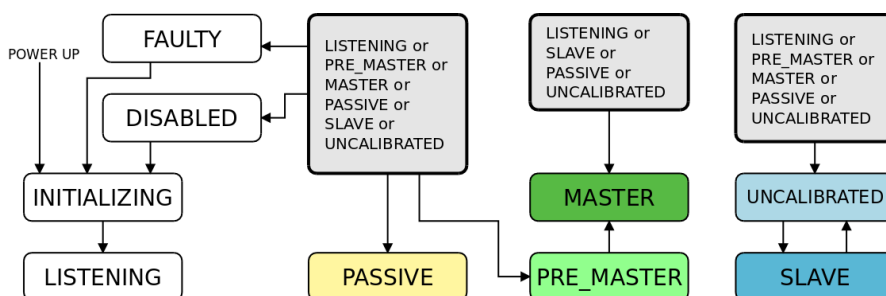 POWER UP
FAULTY
DISABLED
INITIALIZING
LISTENING
LISTENING or
PRE_MASTER or
MASTER or
PASSIVE or
SLAVE or
UNCALIBRATED
PASSIVE
LISTENING or
SLAVE or
PASSIVE or
UNCALIBRATED
MASTER
PRE_MASTER
LISTENING or
PRE_MASTER or
MASTER or
PASSIVE or
UNCALIBRATED
UNCALIBRATED
SLAVE